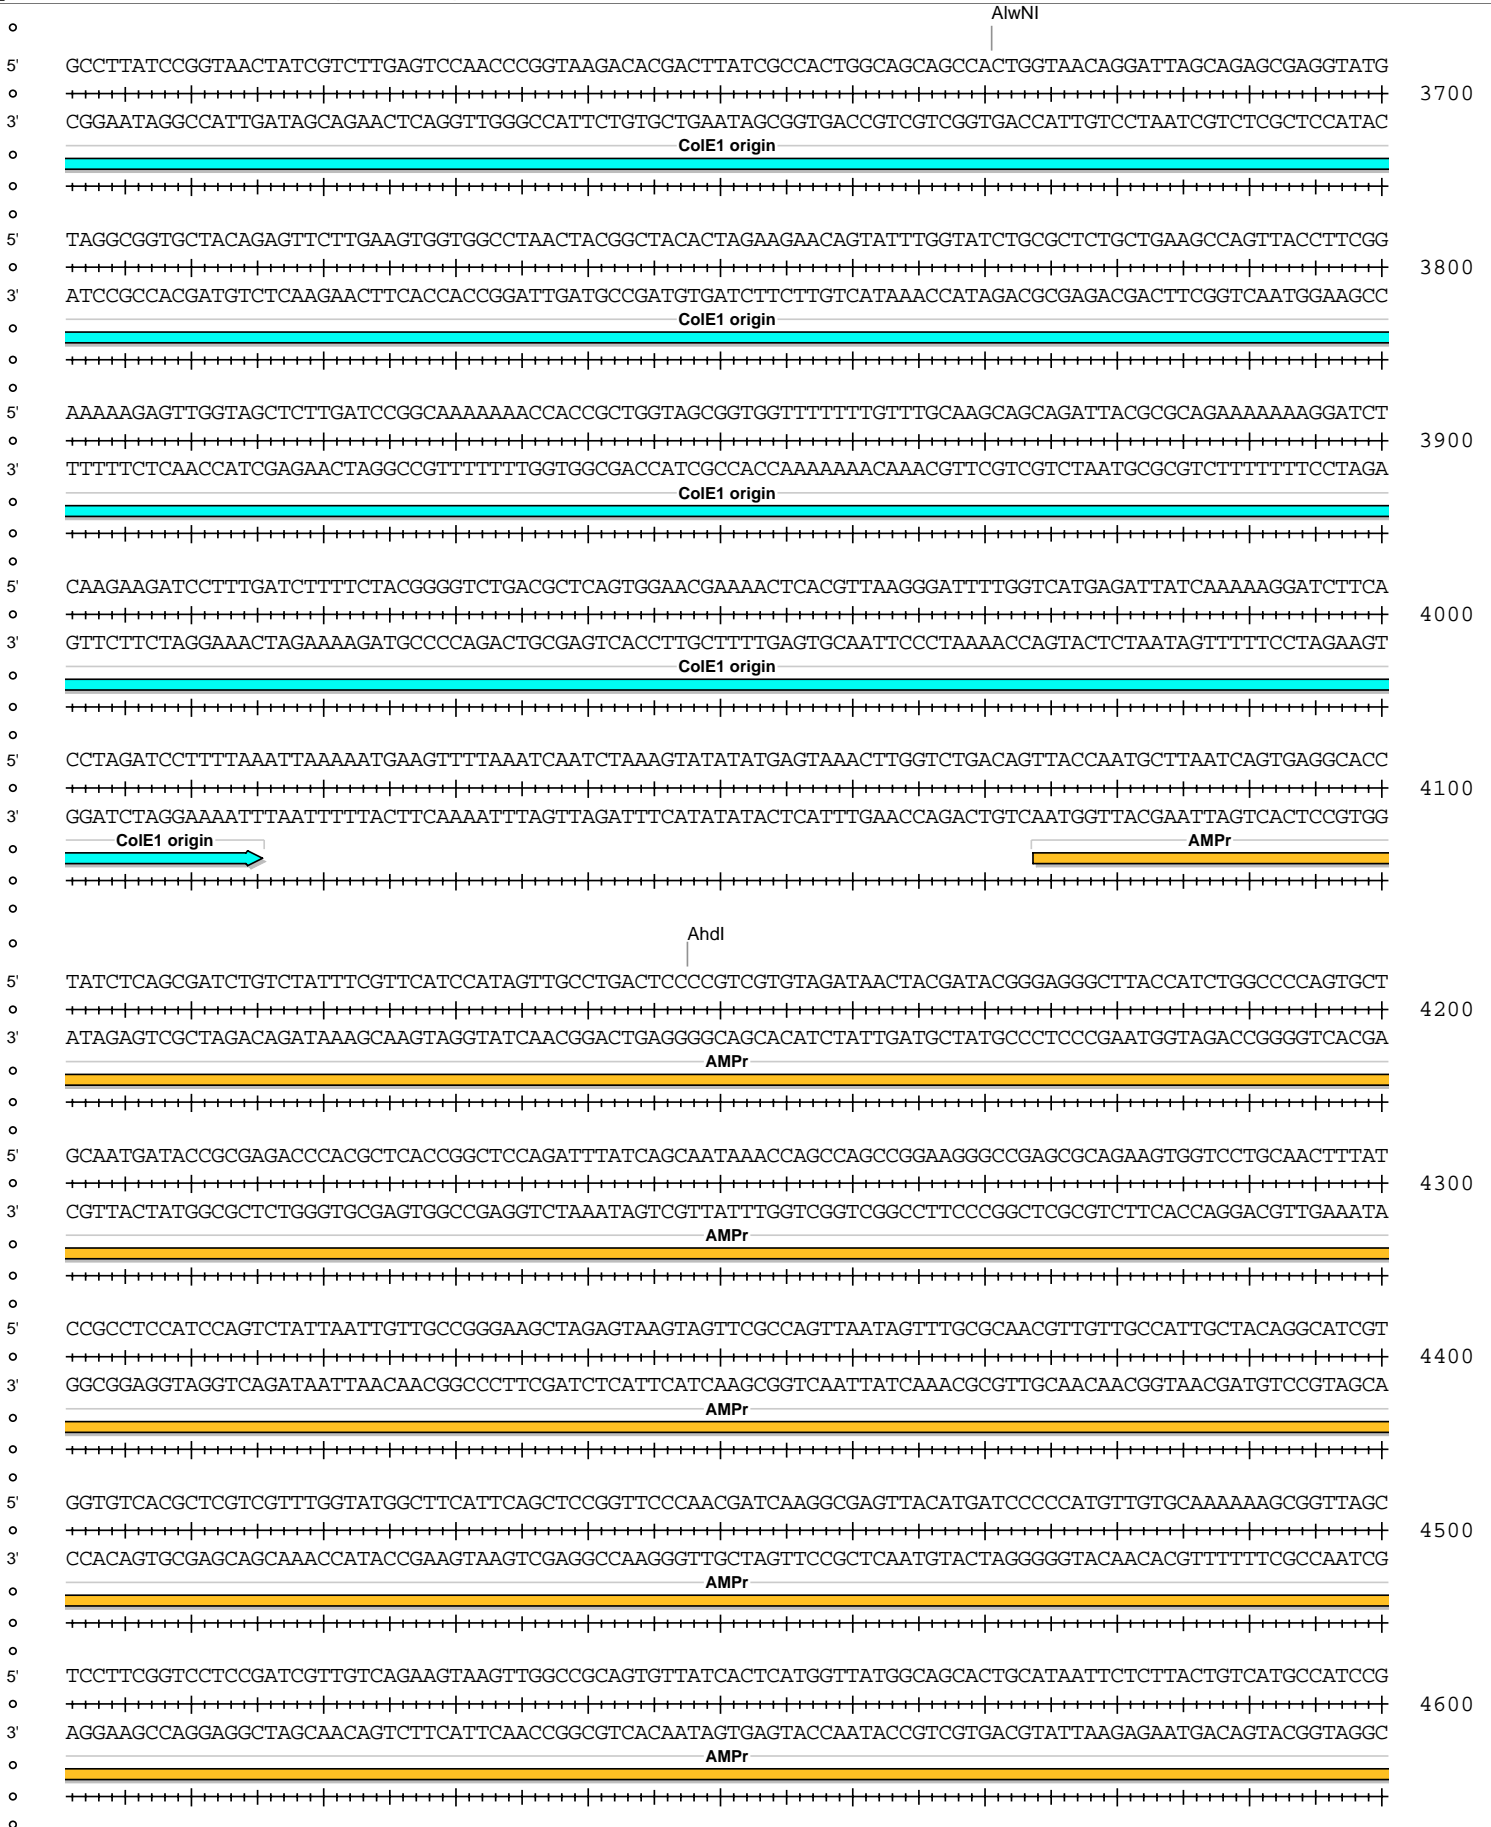 AlwNI
5' GCCTTATCCGGTAACTATCGTCTTGAGTCCAACCCGGTAAGACACGACTTATCGCCACTGGCAGCAGCCACTGGTAACAGGATTAGCAGAGCGAGGTATG
3700
3' CGGAATAGGCCATTGATAGCAGAACTCAGGTTGGGCCATTCTGTGCTGAATAGCGGTGACCGTCGTCGGTGACCATTGTCCTAATCGTCTCGCTCCATAC
ColE1 origin
5' TAGGCGGTGCTACAGAGTTCTTGAAGTGGTGGCCTAACTACGGCTACACTAGAAGAACAGTATTTGGTATCTGCGCTCTGCTGAAGCCAGTTACCTTCGG
3800
3' ATCCGCCACGATGTCTCAAGAACTTCACCACCGGATTGATGCCGATGTGATCTTCTTGTCATAAACCATAGACGCGAGACGACTTCGGTCAATGGAAGCC
ColE1 origin
5' AAAAAGAGTTGGTAGCTCTTGATCCGGCAAAAAAACCACCGCTGGTAGCGGTGGTTTTTTTGTTTGCAAGCAGCAGATTACGCGCAGAAAAAAAGGATCT
3900
3' TTTTTCTCAACCATCGAGAACTAGGCCGTTTTTTTGGTGGCGACCATCGCCACCAAAAAAACAAACGTTCGTCGTCTAATGCGCGTCTTTTTTTCCTAGA
ColE1 origin
5' CAAGAAGATCCTTTGATCTTTTCTACGGGGTCTGACGCTCAGTGGAACGAAAACTCACGTTAAGGGATTTTGGTCATGAGATTATCAAAAAGGATCTTCA
4000
3' GTTCTTCTAGGAAACTAGAAAAGATGCCCCAGACTGCGAGTCACCTTGCTTTTGAGTGCAATTCCCTAAAACCAGTACTCTAATAGTTTTTCCTAGAAGT
ColE1 origin
5' CCTAGATCCTTTTAAATTAAAAATGAAGTTTTAAATCAATCTAAAGTATATATGAGTAAACTTGGTCTGACAGTTACCAATGCTTAATCAGTGAGGCACC
4100
3' GGATCTAGGAAAATTTAATTTTTACTTCAAAATTTAGTTAGATTTCATATATACTCATTTGAACCAGACTGTCAATGGTTACGAATTAGTCACTCCGTGG
ColE1 origin AMPr
AhdI
5' TATCTCAGCGATCTGTCTATTTCGTTCATCCATAGTTGCCTGACTCCCCGTCGTGTAGATAACTACGATACGGGAGGGCTTACCATCTGGCCCCAGTGCT
4200
3' ATAGAGTCGCTAGACAGATAAAGCAAGTAGGTATCAACGGACTGAGGGGCAGCACATCTATTGATGCTATGCCCTCCCGAATGGTAGACCGGGGTCACGA
AMPr
5' GCAATGATACCGCGAGACCCACGCTCACCGGCTCCAGATTTATCAGCAATAAACCAGCCAGCCGGAAGGGCCGAGCGCAGAAGTGGTCCTGCAACTTTAT
4300
3' CGTTACTATGGCGCTCTGGGTGCGAGTGGCCGAGGTCTAAATAGTCGTTATTTGGTCGGTCGGCCTTCCCGGCTCGCGTCTTCACCAGGACGTTGAAATA
AMPr
5' CCGCCTCCATCCAGTCTATTAATTGTTGCCGGGAAGCTAGAGTAAGTAGTTCGCCAGTTAATAGTTTGCGCAACGTTGTTGCCATTGCTACAGGCATCGT
4400
3' GGCGGAGGTAGGTCAGATAATTAACAACGGCCCTTCGATCTCATTCATCAAGCGGTCAATTATCAAACGCGTTGCAACAACGGTAACGATGTCCGTAGCA
AMPr
5' GGTGTCACGCTCGTCGTTTGGTATGGCTTCATTCAGCTCCGGTTCCCAACGATCAAGGCGAGTTACATGATCCCCCATGTTGTGCAAAAAAGCGGTTAGC
4500
3' CCACAGTGCGAGCAGCAAACCATACCGAAGTAAGTCGAGGCCAAGGGTTGCTAGTTCCGCTCAATGTACTAGGGGGTACAACACGTTTTTTCGCCAATCG
AMPr
5' TCCTTCGGTCCTCCGATCGTTGTCAGAAGTAAGTTGGCCGCAGTGTTATCACTCATGGTTATGGCAGCACTGCATAATTCTCTTACTGTCATGCCATCCG
4600
3' AGGAAGCCAGGAGGCTAGCAACAGTCTTCATTCAACCGGCGTCACAATAGTGAGTACCAATACCGTCGTGACGTATTAAGAGAATGACAGTACGGTAGGC
AMPr